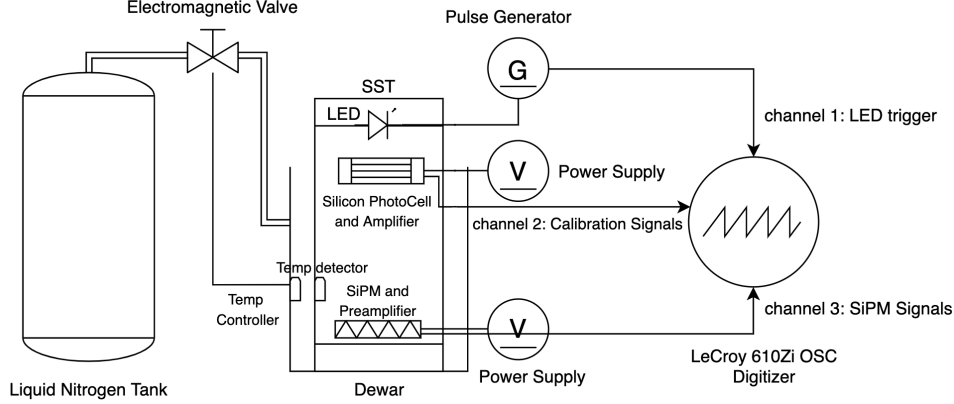 Electromagnetic Valve
Pulse Generator
G
SST
LED
channel 1: LED trigger
V
Power Supply
Silicon PhotoCell
and Amplifier
channel 2: Calibration Signals
Temp detector
Temp
Controller
SiPM and
Preamplifier
V
channel 3: SiPM Signals
LeCroy 610Zi OSC
Digitizer
Power Supply
Liquid Nitrogen Tank
Dewar